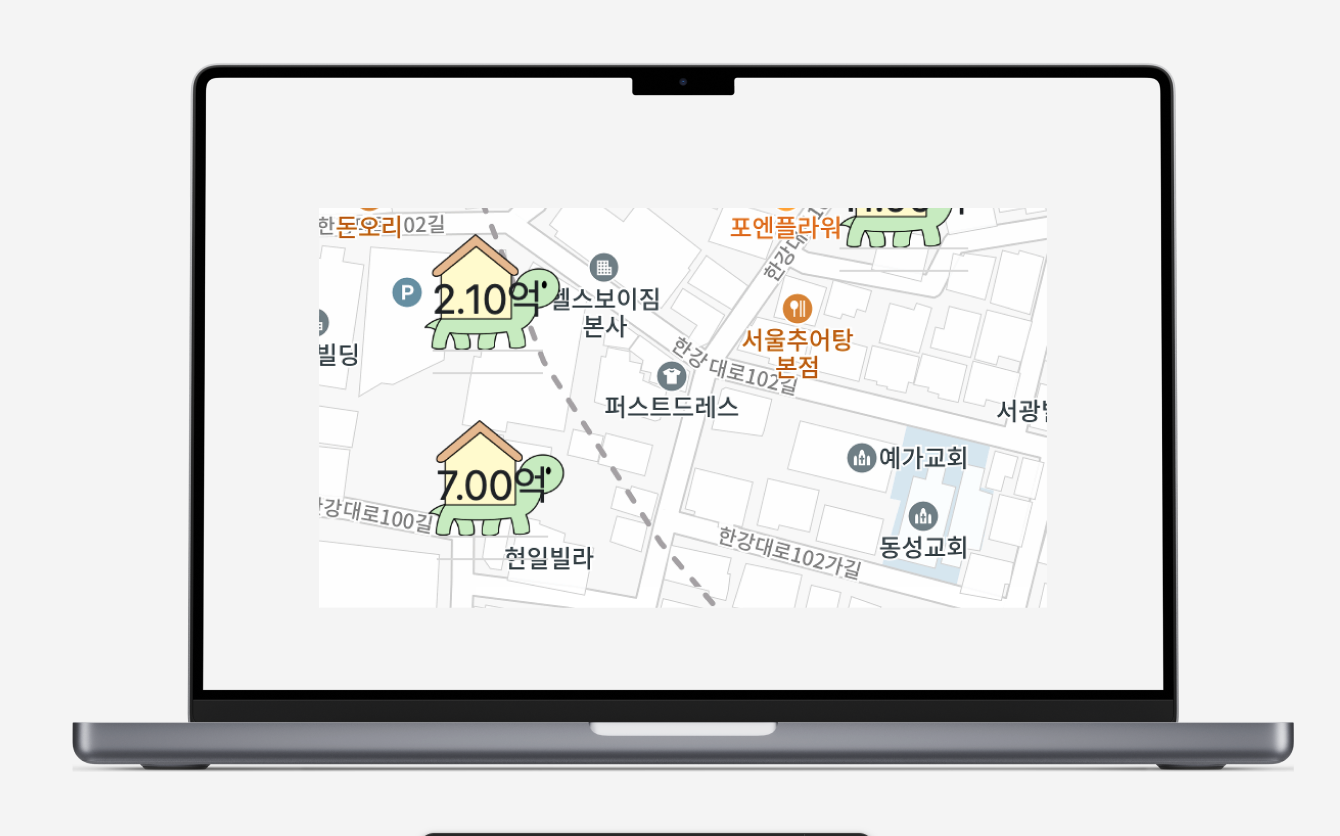 한
돈오리
02길
포엔플라워
한강대
P
2.10억
헬스보이짐
본사
빌딩
서울추어탕
본점
한강대로102길
퍼스트드레스
서광
예가교회
7.00억
강대로100길
동성교회
한강대로102가길
현일빌라